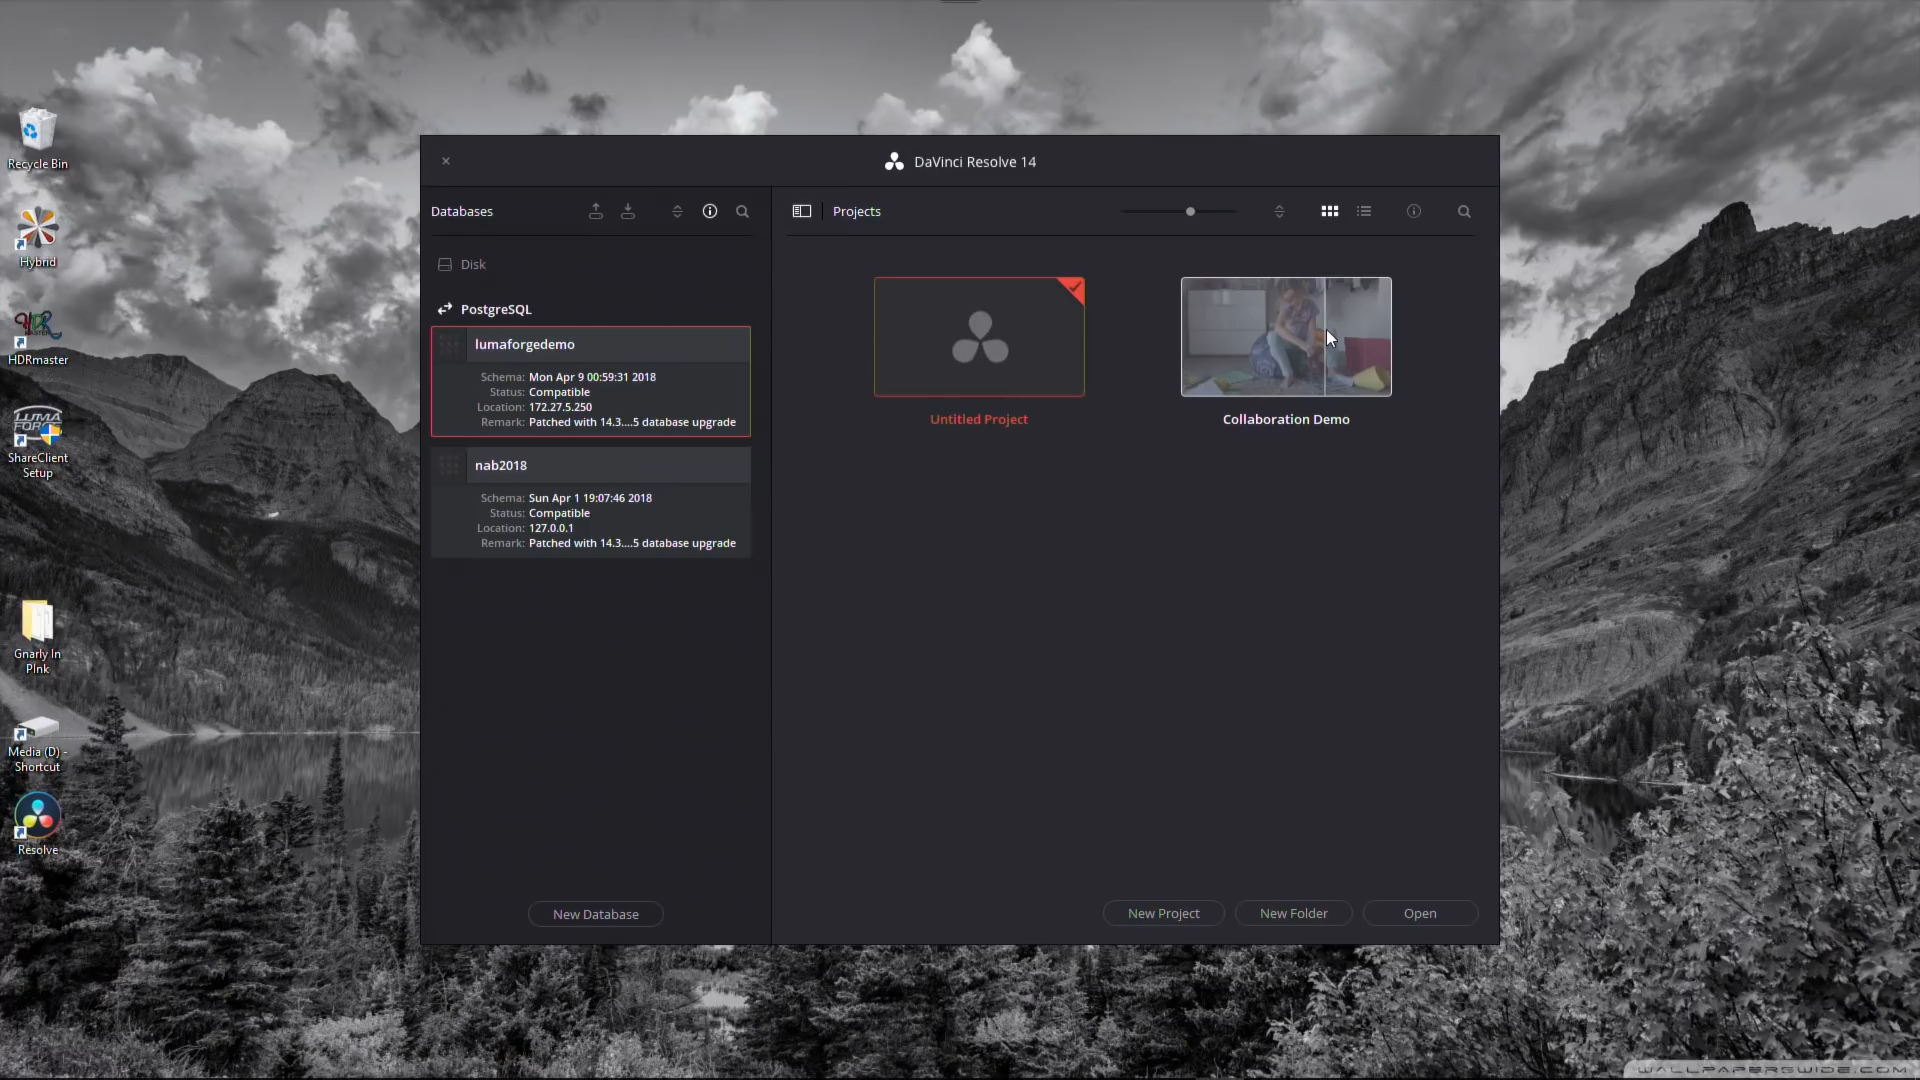 Recycle Bin
Hybrid
HDRmaster
LUMA
FORGE
ShareClient
Setup
Gnarly In
PInk
Media (D) -
Shortcut
Resolve
DaVinci Resolve 14
Databases
Disk
PostgreSQL
lumaforgedemo
Schema: Mon Apr 9 00:59:31 2018
Status: Compatible
Location: 172.27.5.250
Remark: Patched with 14.3....5 database upgrade
nab2018
Schema: Sun Apr 1 19:07:46 2018
Status: Compatible
Location: 127.0.0.1
Remark: Patched with 14.3....5 database upgrade
New Database
Projects
Untitled Project
Collaboration Demo
New Project
New Folder
Open
WALLPAPERSWIDE.COM